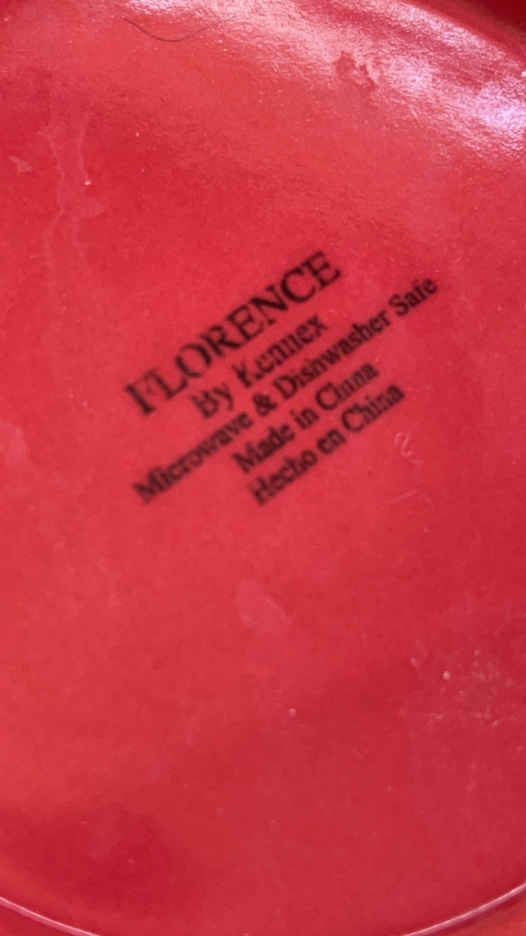 FLORENCE
By Kennex
Microwave & Dishwasher Safe
Made in China
Hecho en China